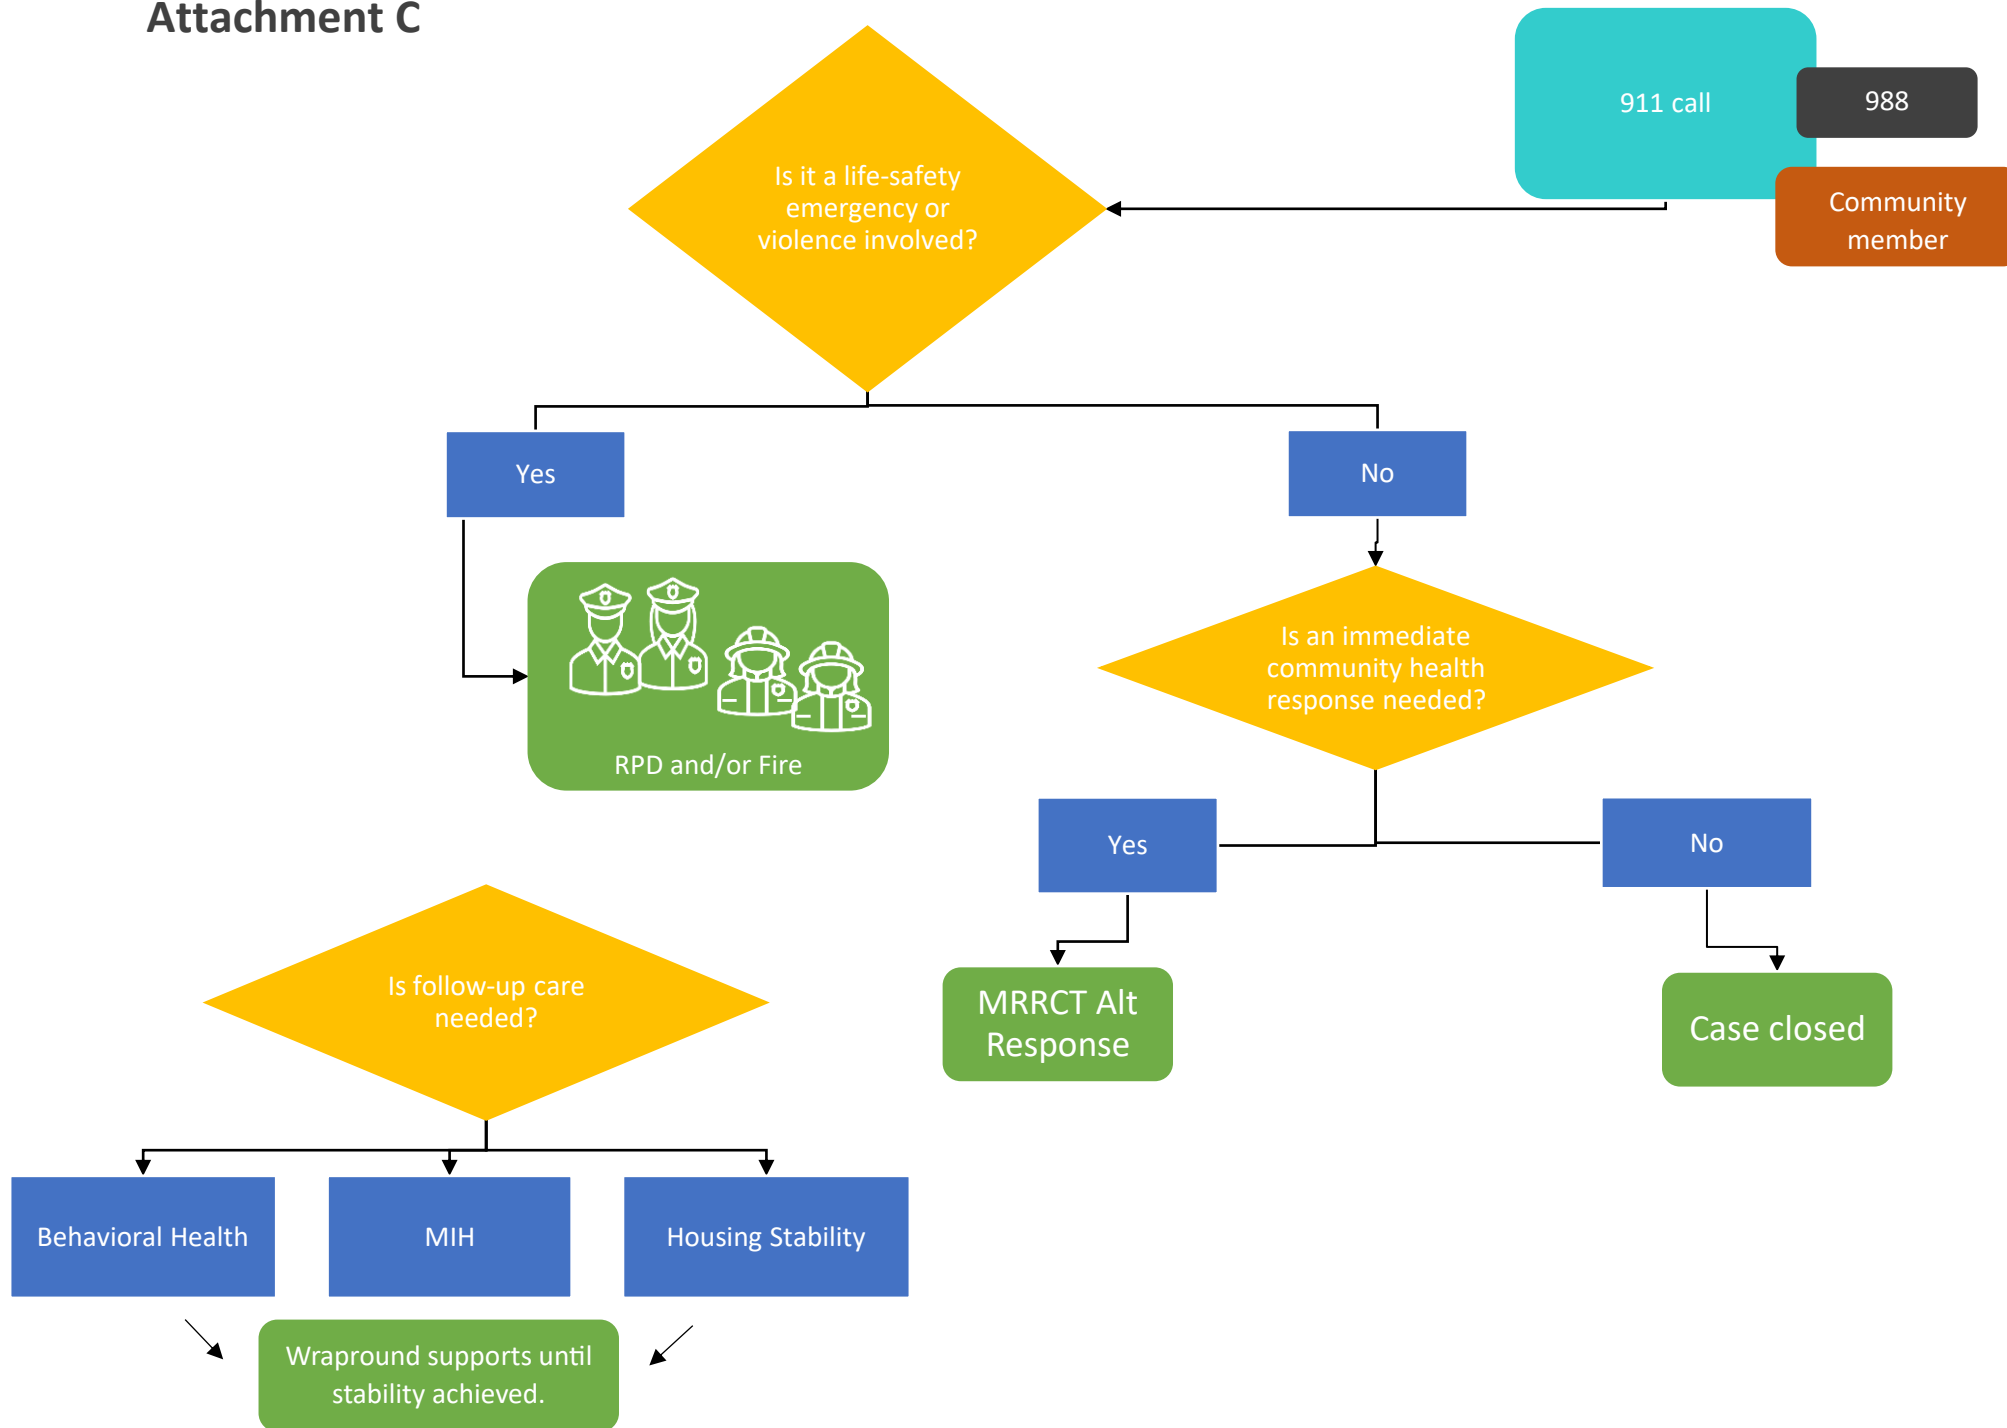 Attachment C
911 call
988
Community
member
Is it a life-safety
emergency or
violence involved?
Yes
No
RPD and/or Fire
Is an immediate
community health
response needed?
Yes
No
MRRCT Alt
Response
Case closed
Is follow-up care
needed?
Behavioral Health
MIH
Housing Stability
Wrapround supports until
stability achieved.